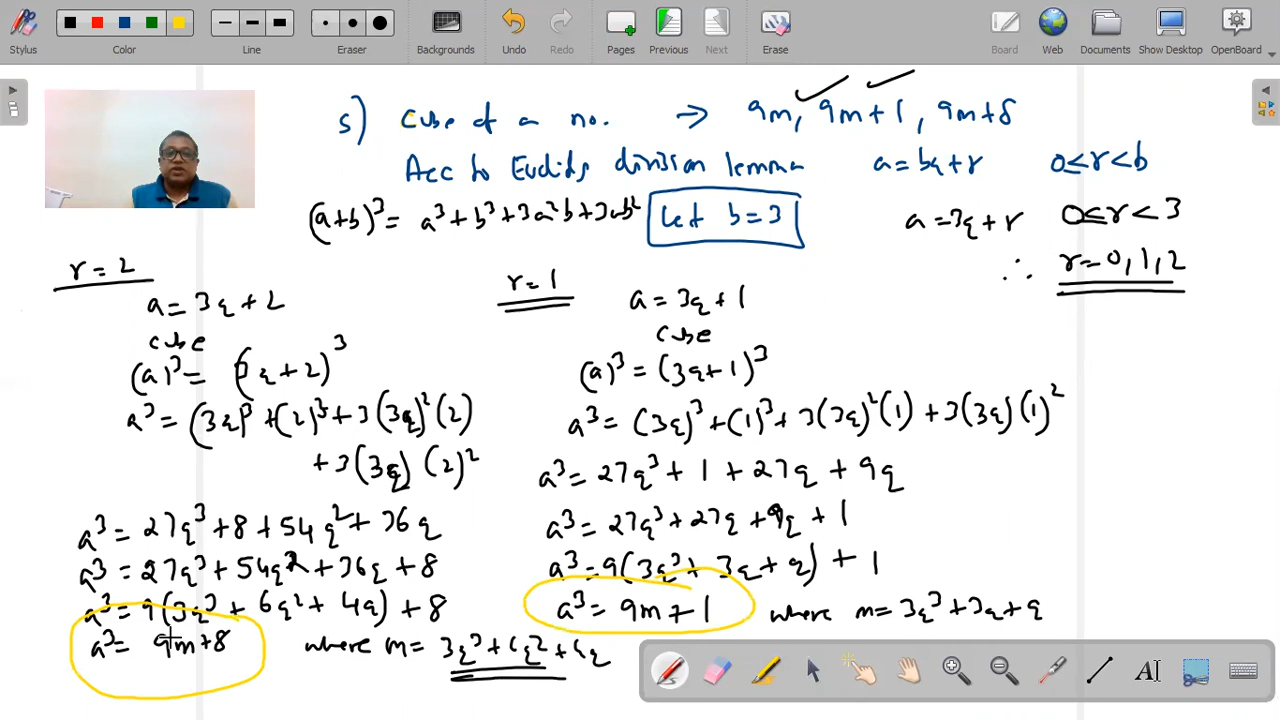 Stylus Color Line Eraser Backgrounds Undo Redo Pages Previous Next Erase Board Web Documents Show Desktop OpenBoard
5) Cube of a no. → 9m, 9m+1, 9m+8
Acc to Euclids division lemma a=bq+r 0≤r<b
(a+b)³= a³+b³+3a²b+3ab² Let b=3 a=3q+r 0≤r<3
∴ r=0,1,2
r=2
a=3q+2
cube
(a)³= (3q+2)³
a³= (3q)³+(2)³+3(3q)²(2)
+3(3q)(2)²
a³= 27q³+8+54q²+36q
a³= 27q³+54q²+36q+8
a³= 9(3q³+6q²+4q)+8
a³= 9m+8 where m= 3q³+6q²+4q
r=1
a=3q+1
cube
(a)³=(3q+1)³
a³= (3q)³+(1)³+3(3q)²(1)+3(3q)(1)²
a³= 27q³+1+27q+9q
a³= 27q³+27q+9q+1
a³=9(3q³+3q+q)+1
a³= 9m+1 where m=3q³+3q+q